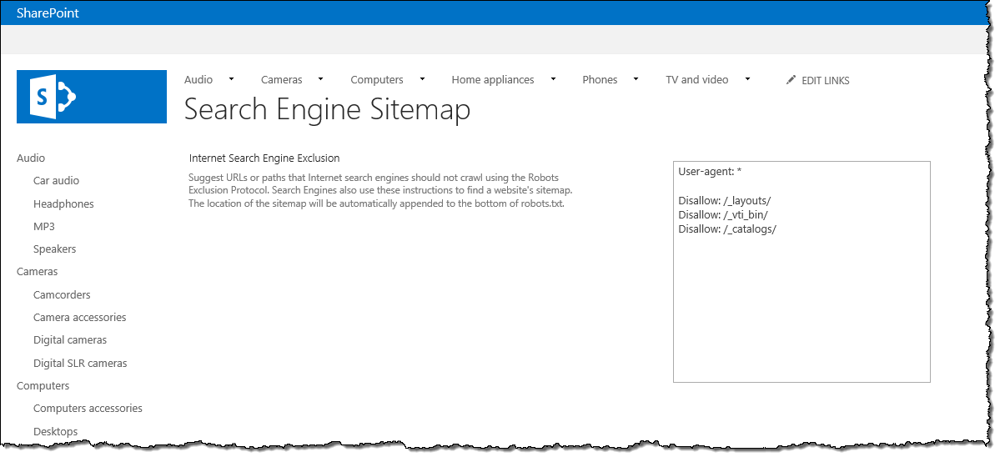 SharePoint
S
Audio Cameras Computers Home appliances Phones TV and video EDIT LINKS
Search Engine Sitemap
Audio
Car audio
Headphones
MP3
Speakers
Cameras
Camcorders
Camera accessories
Digital cameras
Digital SLR cameras
Computers
Computers accessories
Desktops
Internet Search Engine Exclusion
Suggest URLs or paths that Internet search engines should not crawl using the Robots
Exclusion Protocol. Search Engines also use these instructions to find a website's sitemap.
The location of the sitemap will be automatically appended to the bottom of robots.txt.
User-agent: *
Disallow: /_layouts/
Disallow: /_vti_bin/
Disallow: /_catalogs/